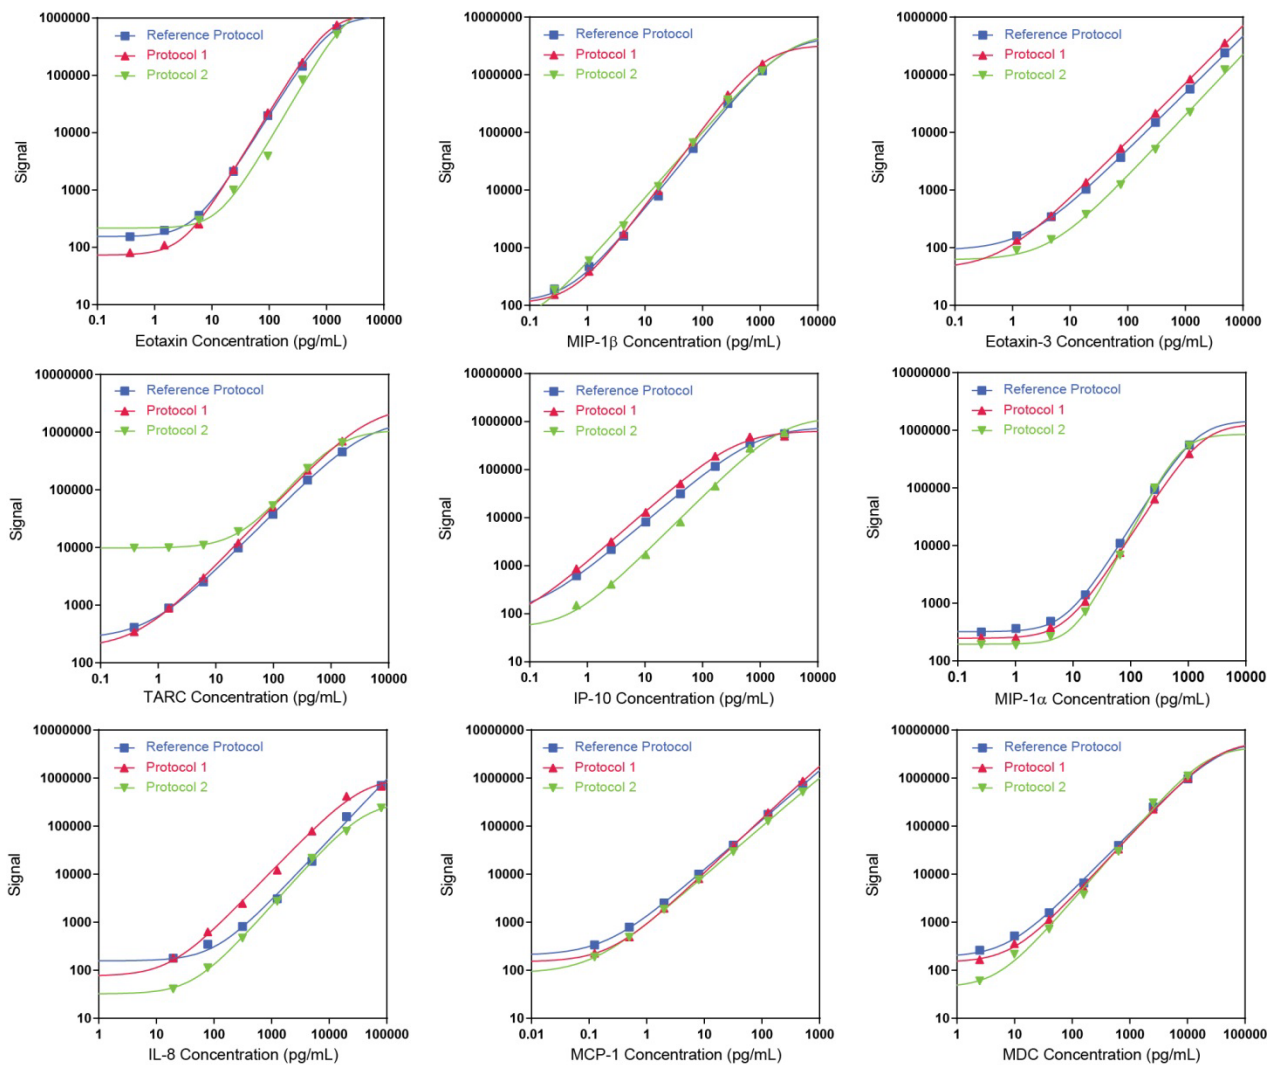 1000000
100000
10000
1000
100
10
Signal
Reference Protocol
Protocol 1
Protocol 2
0.1 1 10 100 1000 10000
Eotaxin Concentration (pg/mL)
10000000
1000000
100000
10000
1000
100
Signal
Reference Protocol
Protocol 1
Protocol 2
0.1 1 10 100 1000 10000
MIP-1β Concentration (pg/mL)
1000000
100000
10000
1000
100
10
Signal
Reference Protocol
Protocol 1
Protocol 2
0.1 1 10 100 1000 10000
Eotaxin-3 Concentration (pg/mL)
10000000
1000000
100000
10000
1000
100
Signal
Reference Protocol
Protocol 1
Protocol 2
0.1 1 10 100 1000 10000
TARC Concentration (pg/mL)
10000000
1000000
100000
10000
1000
100
10
Signal
Reference Protocol
Protocol 1
Protocol 2
0.1 1 10 100 1000 10000
IP-10 Concentration (pg/mL)
10000000
1000000
100000
10000
1000
100
Signal
Reference Protocol
Protocol 1
Protocol 2
0.1 1 10 100 1000 10000
MIP-1α Concentration (pg/mL)
10000000
1000000
100000
10000
1000
100
10
Signal
Reference Protocol
Protocol 1
Protocol 2
1 10 100 1000 10000 100000
IL-8 Concentration (pg/mL)
10000000
1000000
100000
10000
1000
100
10
Signal
Reference Protocol
Protocol 1
Protocol 2
0.01 0.1 1 10 100 1000
MCP-1 Concentration (pg/mL)
10000000
1000000
100000
10000
1000
100
10
Signal
Reference Protocol
Protocol 1
Protocol 2
1 10 100 1000 10000 100000
MDC Concentration (pg/mL)